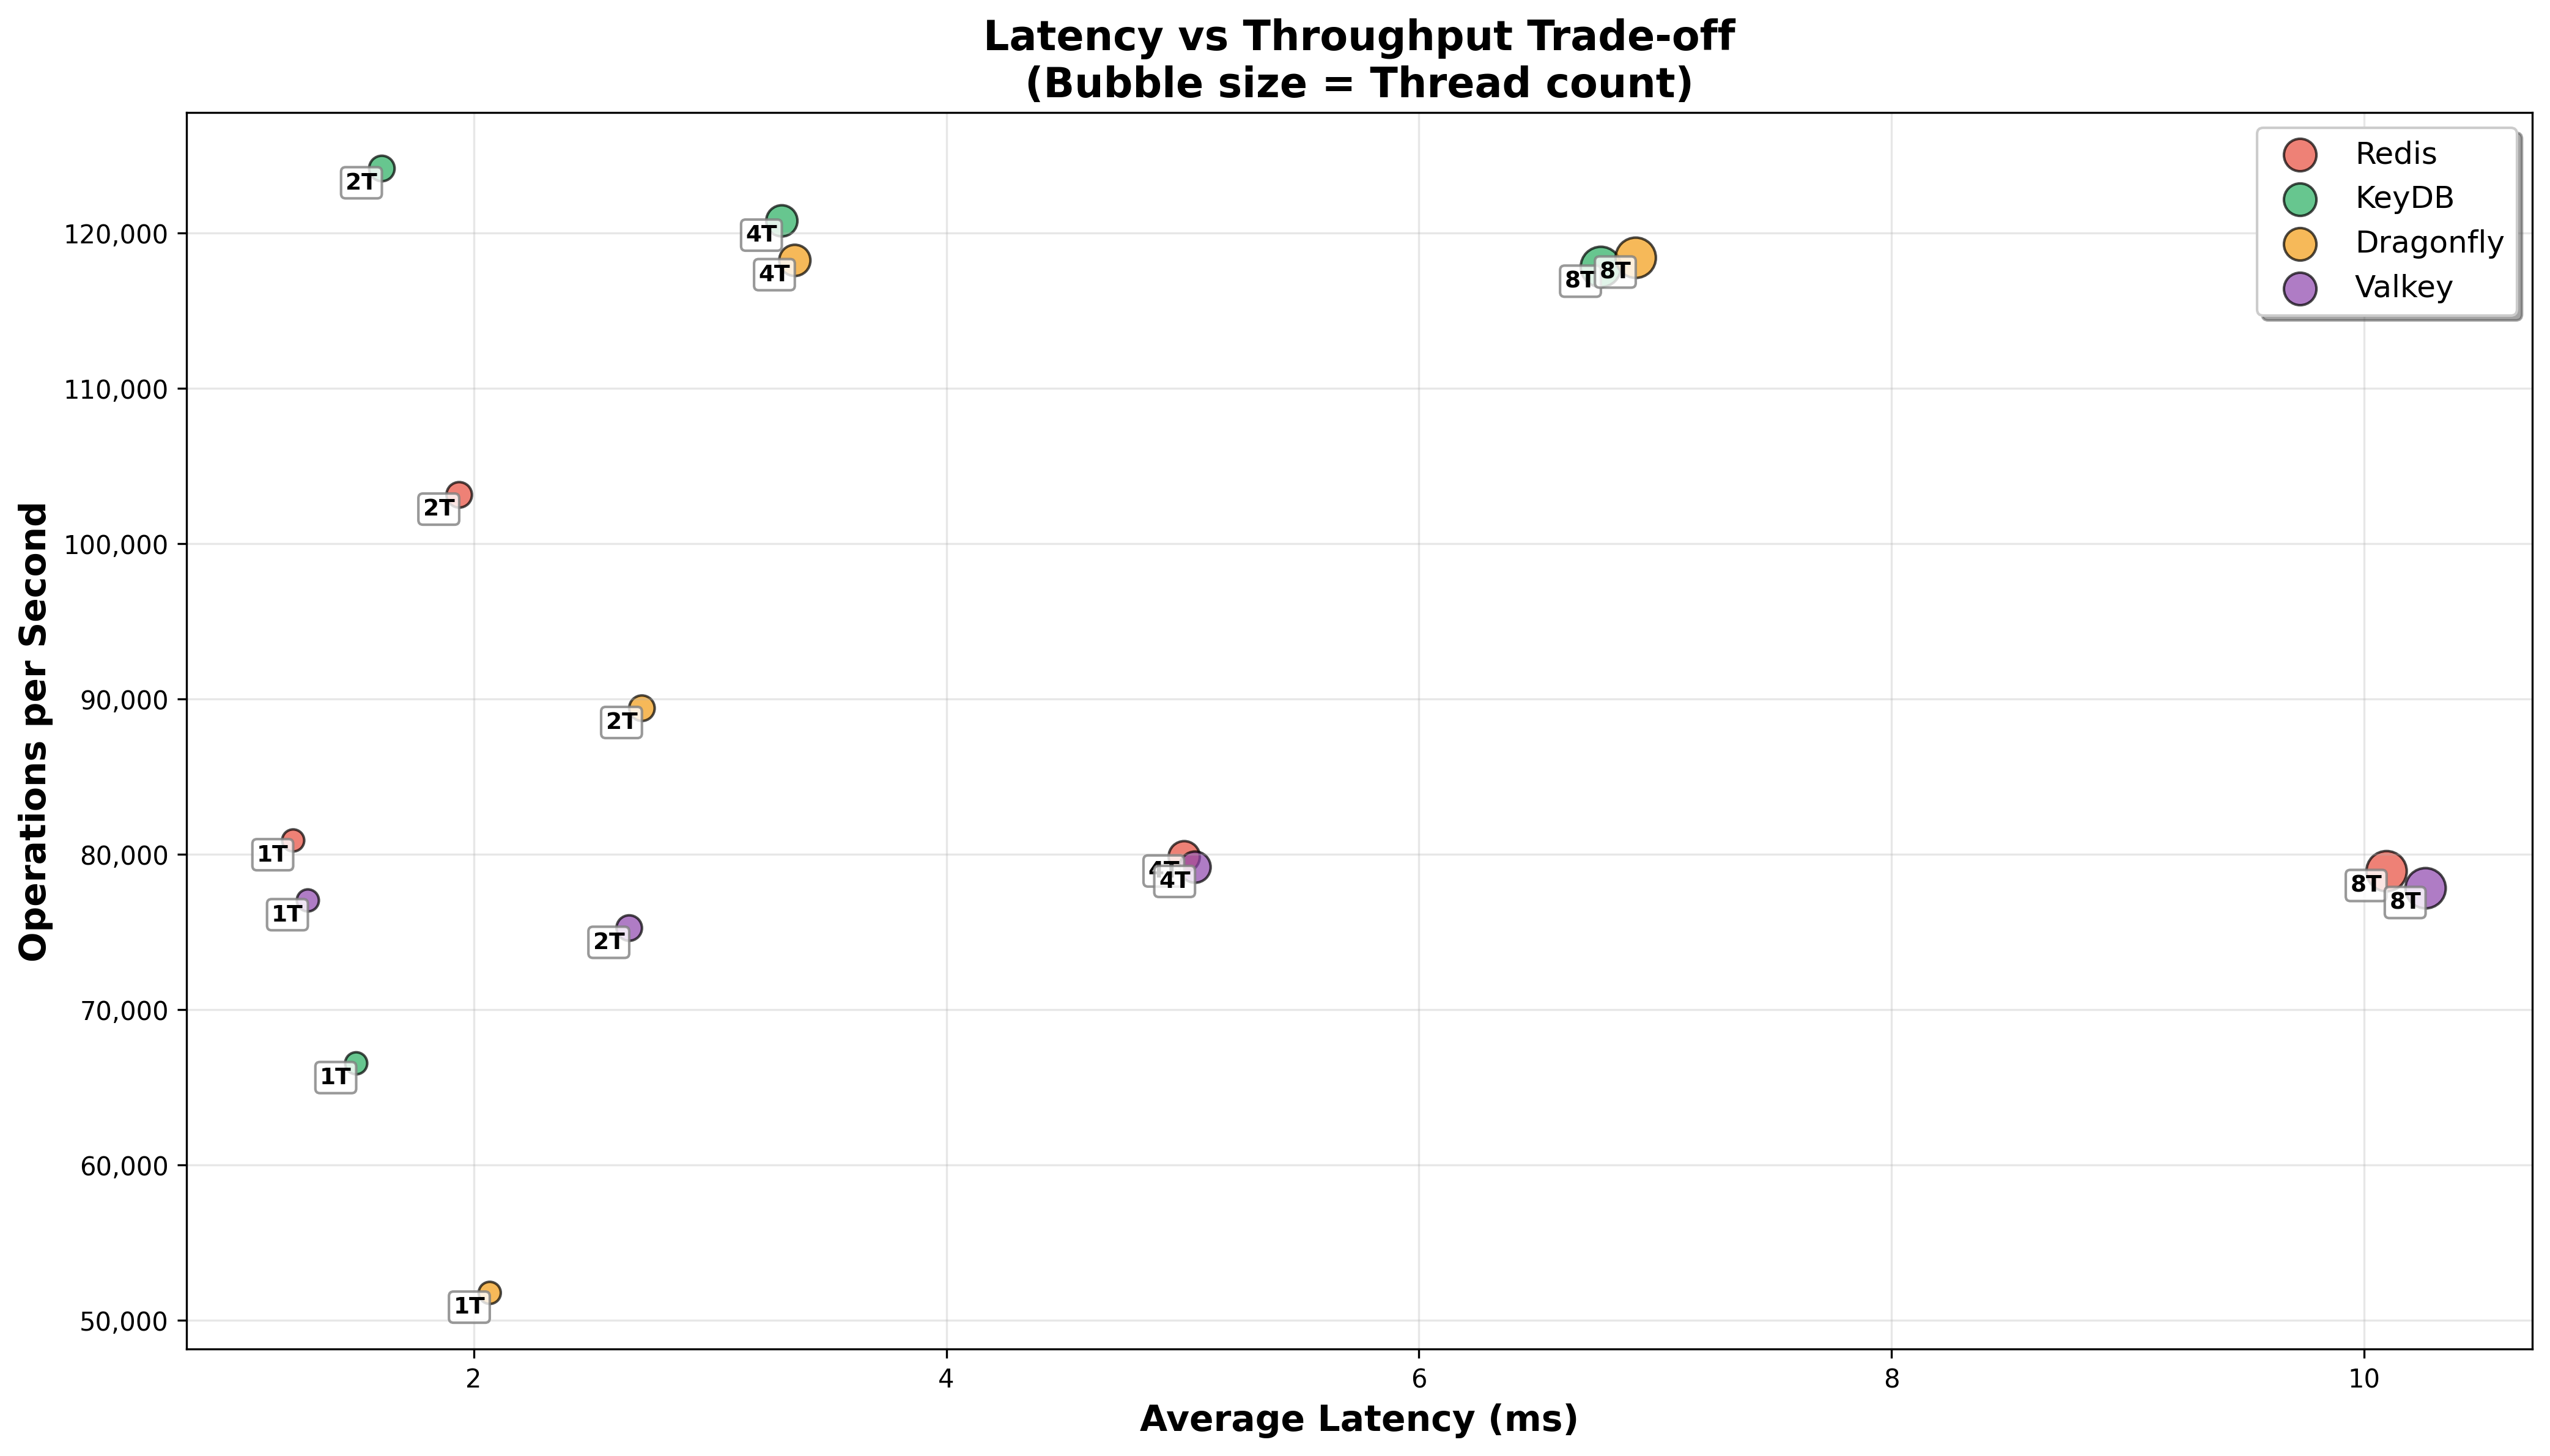 Latency vs Throughput Trade-off
(Bubble size = Thread count)
Redis
KeyDB
Dragonfly
Valkey
Operations per Second
120,000
110,000
100,000
90,000
80,000
70,000
60,000
50,000
2T
4T
4T
8T
8T
2T
2T
1T
1T
2T
4T
4T
8T
8T
1T
1T
2
4
6
8
10
Average Latency (ms)